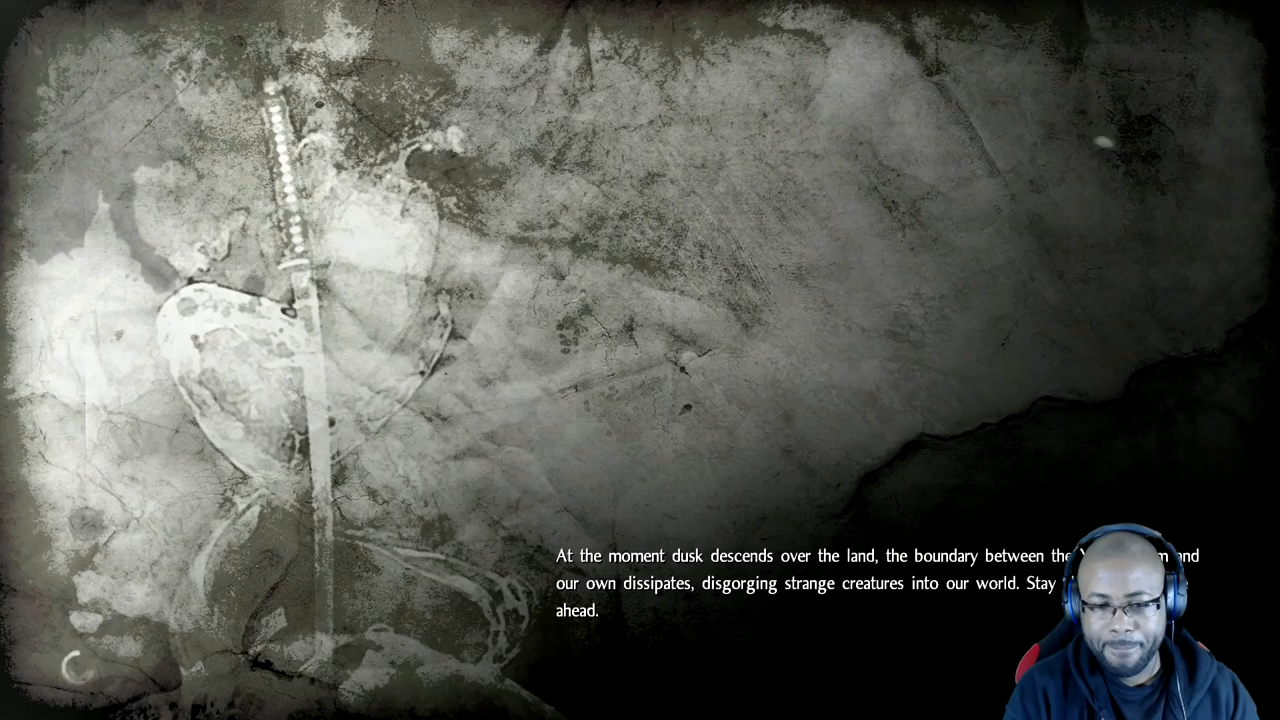 At the moment dusk descends over the land, the boundary between the and
our own dissipates, disgorging strange creatures into our world. Stay
ahead.